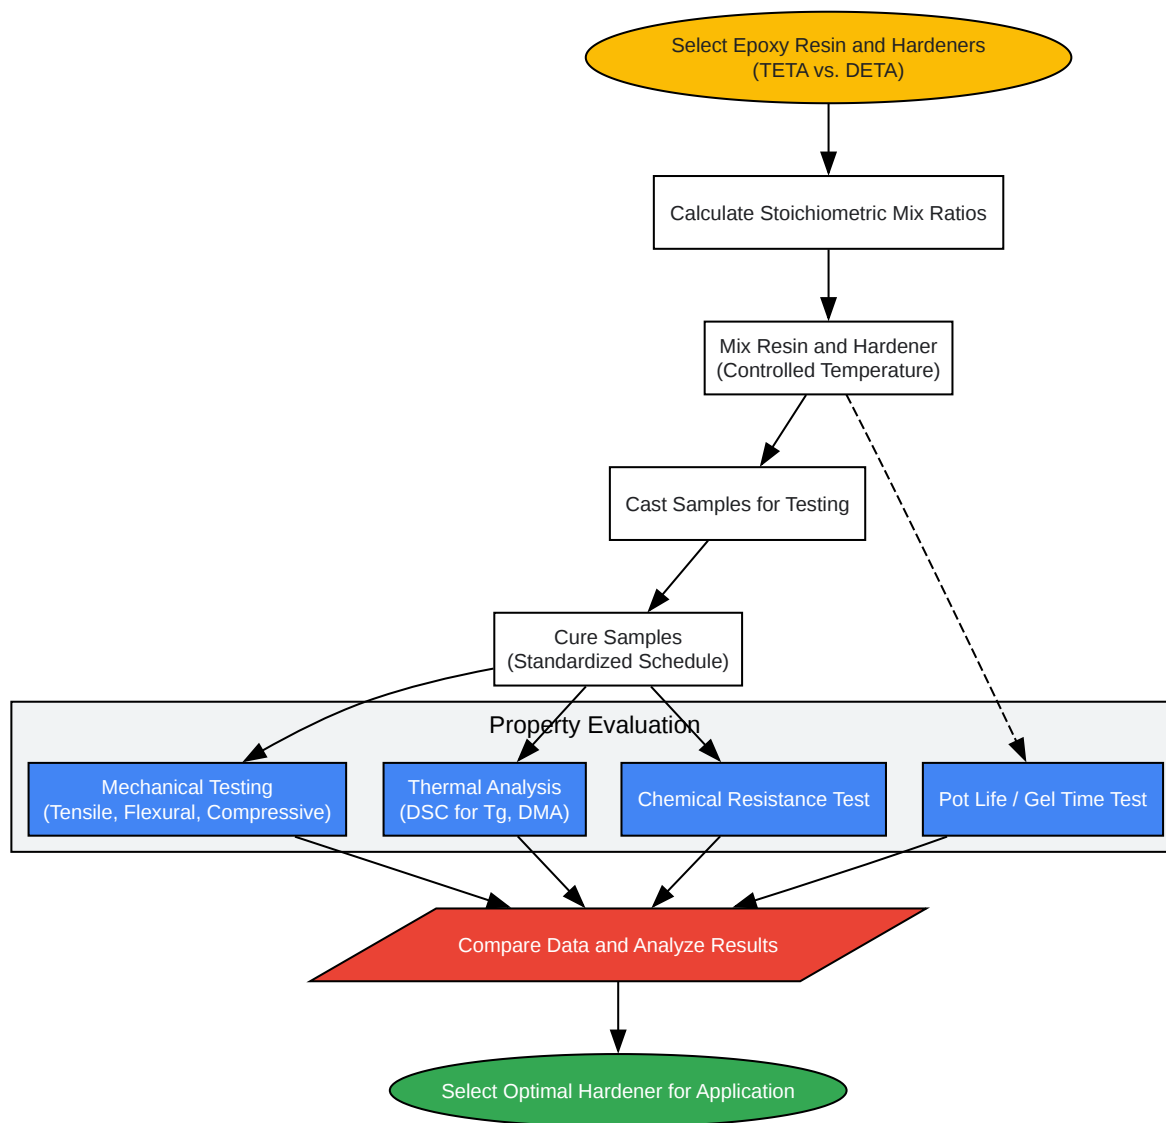 Select Epoxy Resin and Hardeners
(TETA vs. DETA)
Calculate Stoichiometric Mix Ratios
Mix Resin and Hardener
(Controlled Temperature)
Cast Samples for Testing
Cure Samples
(Standardized Schedule)
Property Evaluation
Mechanical Testing
(Tensile, Flexural, Compressive)
Thermal Analysis
(DSC for Tg, DMA)
Chemical Resistance Test
Pot Life / Gel Time Test
Compare Data and Analyze Results
Select Optimal Hardener for Application